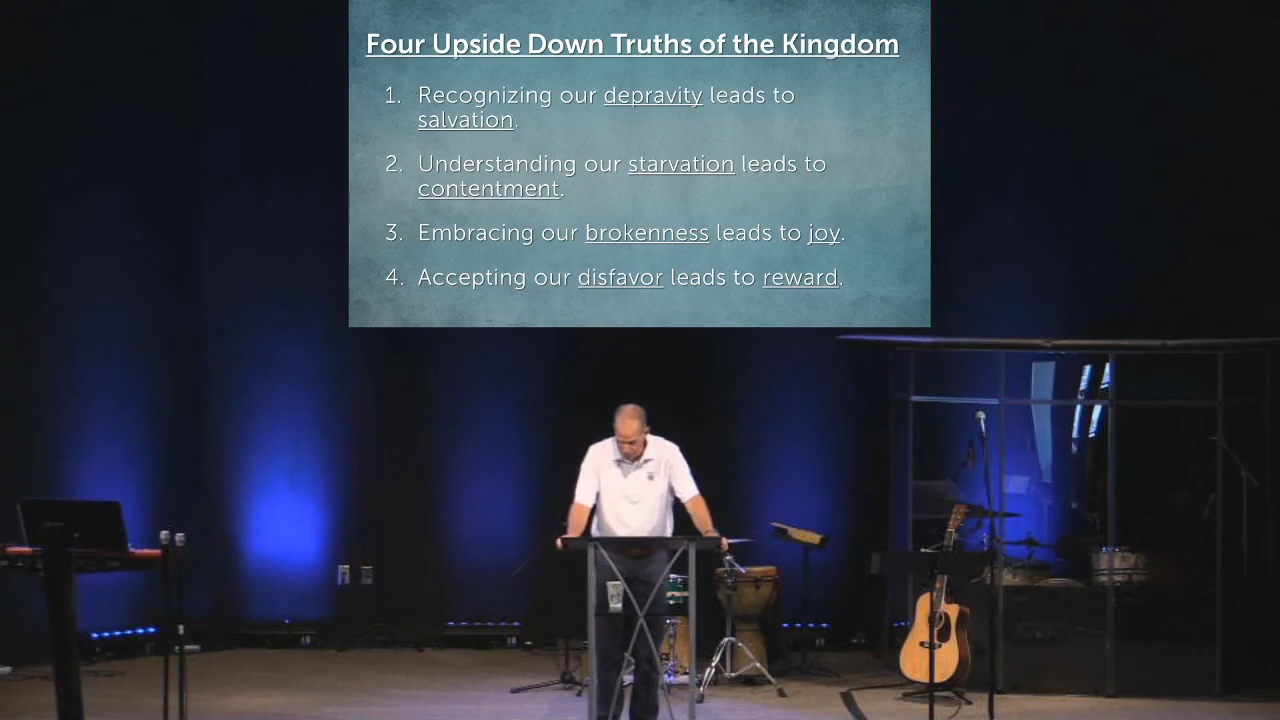 Four Upside Down Truths of the Kingdom
1. Recognizing our depravity leads to
salvation.
2. Understanding our starvation leads to
contentment.
3. Embracing our brokenness leads to joy.
4. Accepting our disfavor leads to reward.